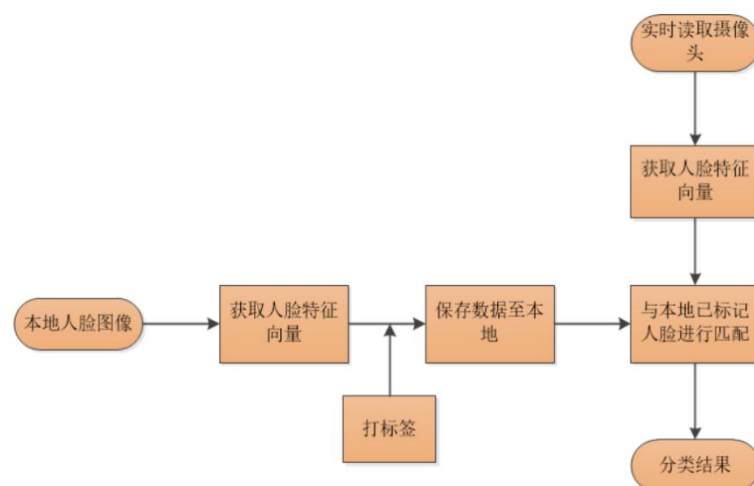 实时读取摄像
头
获取人脸特征
向量
本地人脸图像
获取人脸特征
向量
保存数据至本
地
与本地已标记
人脸进行匹配
打标签
分类结果